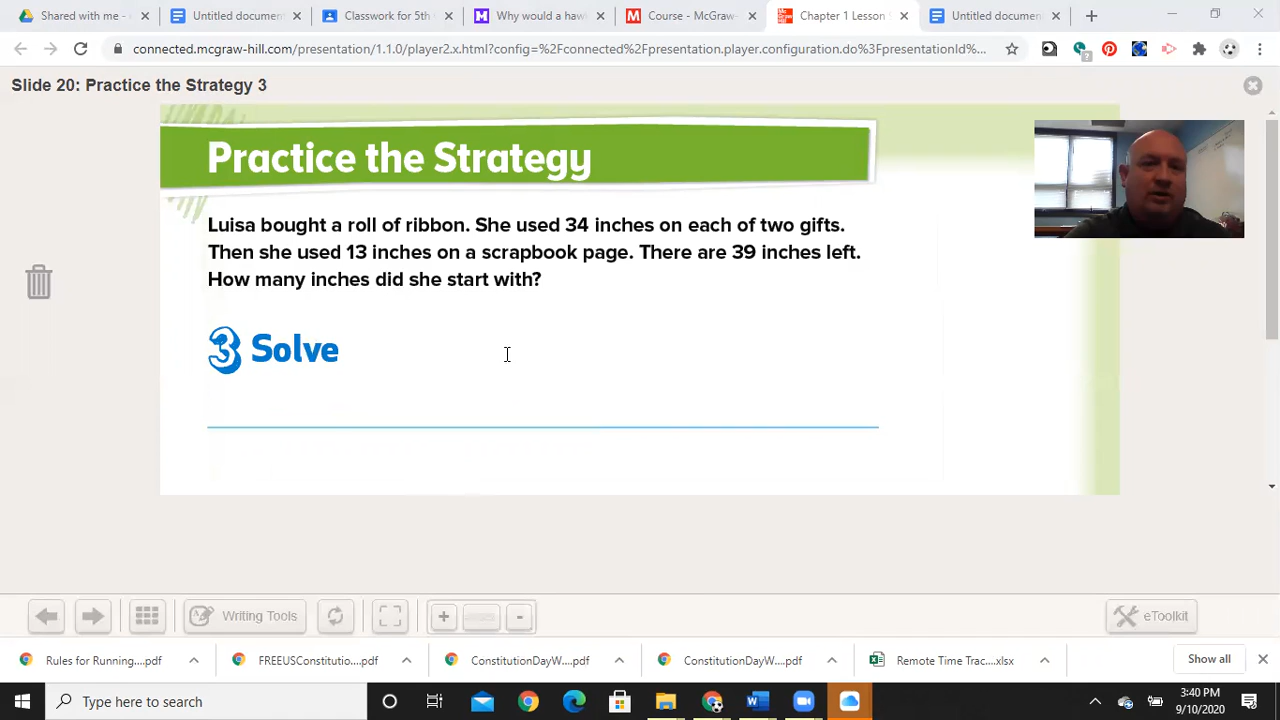 Shared with me -
Untitled documen
Classwork for 5th
Why would a haw
Course - McGraw-
Chapter 1 Lesson
Untitled documen
connected.mcgraw-hill.com/presentation/1.1.0/player2.x.html?config=%2Fconnected%2Fpresentation.player.configuration.do%3FpresentationId%...
Slide 20: Practice the Strategy 3
Practice the Strategy
Luisa bought a roll of ribbon. She used 34 inches on each of two gifts.
Then she used 13 inches on a scrapbook page. There are 39 inches left.
How many inches did she start with?
3 Solve
Writing Tools
+
-
eToolkit
Rules for Running....pdf
FREEUSConstitutio....pdf
ConstitutionDayW....pdf
ConstitutionDayW....pdf
Remote Time Trac....xlsx
Show all
Type here to search
3:40 PM
9/10/2020